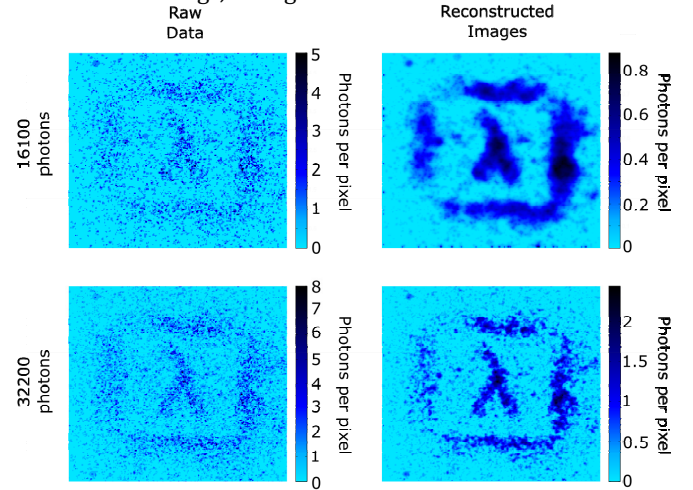 Raw
Data
Reconstructed
Images
16100
photons
5
4
3
2
1
0
Photons per pixel
0.8
0.6
0.4
0.2
0
Photons per pixel
32200
photons
8
7
6
5
4
3
2
1
0
Photons per pixel
2
1.5
1
0.5
0
Photons per pixel
λ
λ
λ
λ